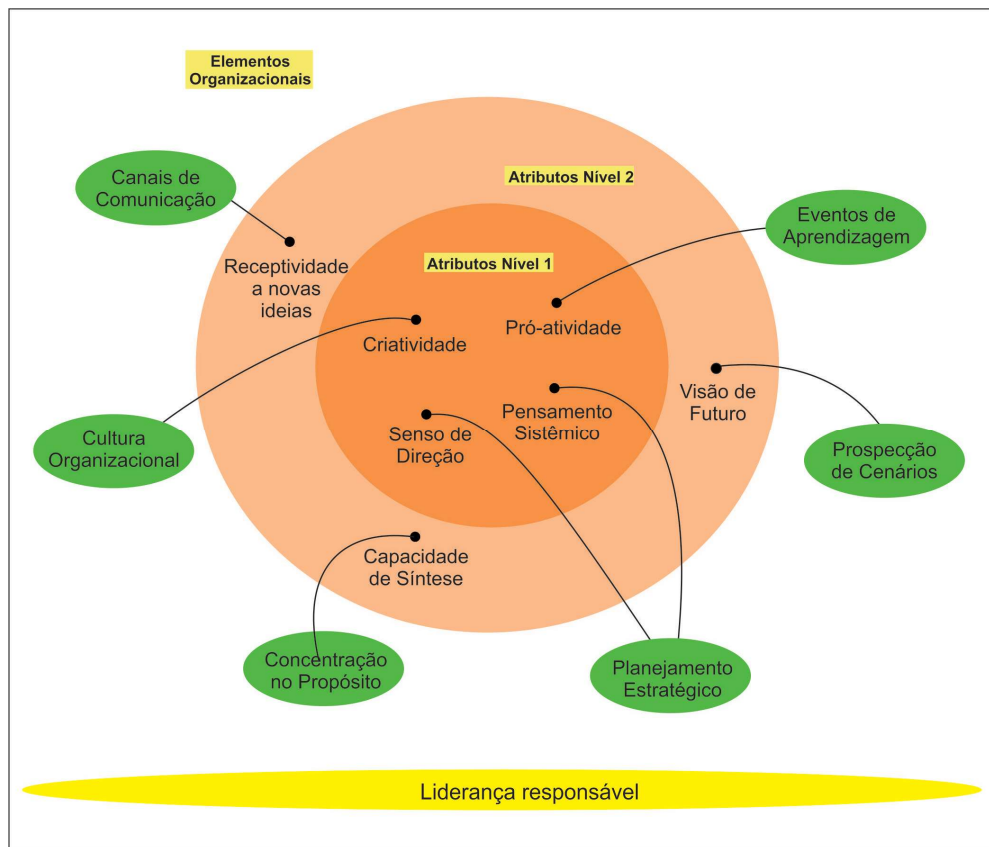 Elementos
Organizacionais
Atributos Nível 2
Canais de
Comunicação
Eventos de
Aprendizagem
Atributos Nível 1
Receptividade
a novas
ideias
Pró-atividade
Criatividade
Visão de
Futuro
Pensamento
Sistêmico
Senso de
Direção
Cultura
Organizacional
Prospecção
de Cenários
Capacidade
de Síntese
Concentração
no Propósito
Planejamento
Estratégico
Liderança responsável